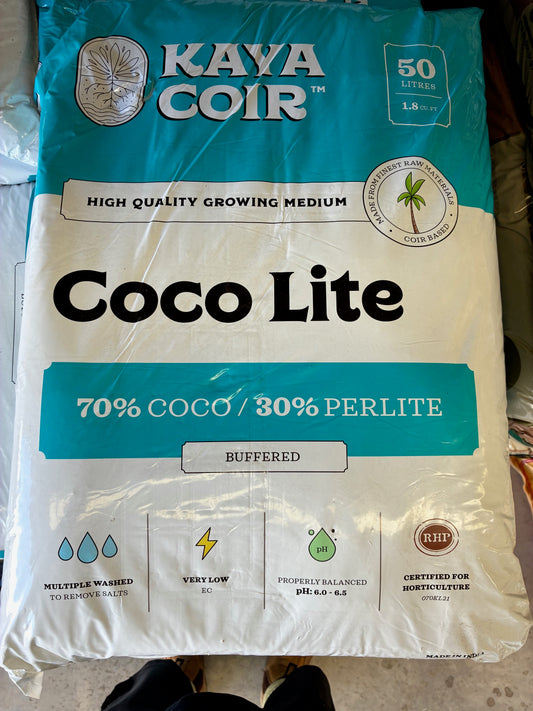 KAYA
COIR™
50
LITRES
1.8 CU FT
HIGH QUALITY GROWING MEDIUM
MADE FROM FINEST RAW MATERIALS
• COIR BASED •
Coco Lite
70% COCO / 30% PERLITE
BUFFERED
MULTIPLE WASHED
TO REMOVE SALTS
VERY LOW
EC
pH
PROPERLY BALANCED
pH: 6.0 - 6.5
RHP
CERTIFIED FOR
HORTICULTURE
070KL21
MADE IN INDIA